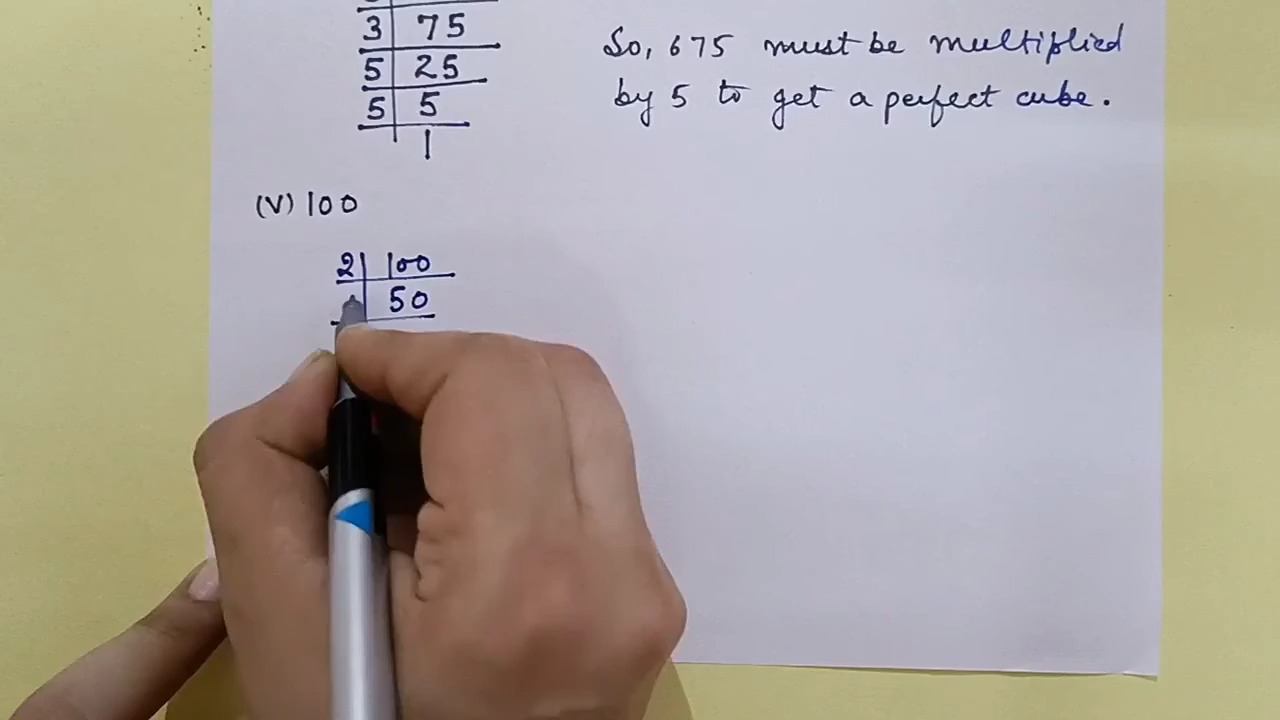 3 | 75
5 | 25
5 | 5
1
So, 675 must be multiplied
by 5 to get a perfect cube.
(V) 100
2 | 100
50